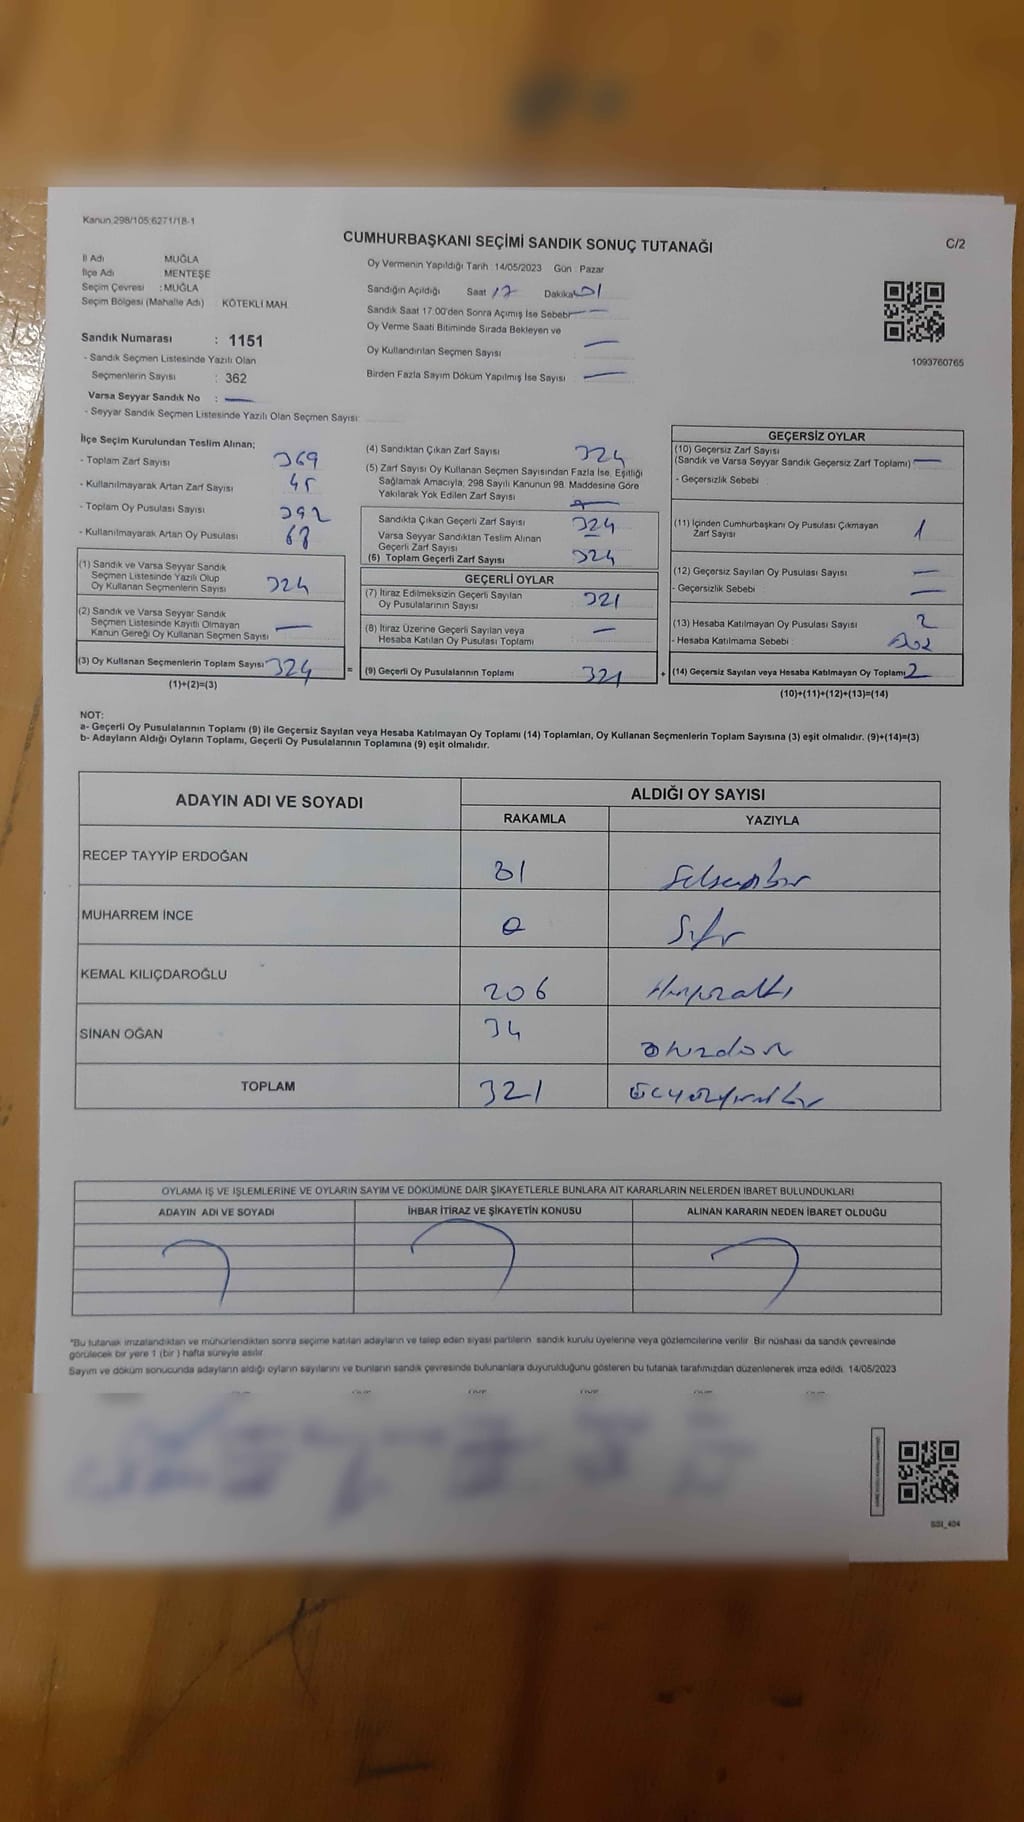 Kanun.298/105;6271/18-1
CUMHURBAŞKANI SEÇİMİ SANDIK SONUÇ TUTANAĞI
C/2
İl Adı MUĞLA
İlçe Adı : MENTEŞE
Seçim Çevresi : MUĞLA
Seçim Bölgesi (Mahalle Adı) : KÖTEKLİ MAH.
Sandık Numarası : 1151
- Sandık Seçmen Listesinde Yazılı Olan
Seçmenlerin Sayısı : 362
Varsa Seyyar Sandık No : —
- Seyyar Sandık Seçmen Listesinde Yazılı Olan Seçmen Sayısı:
Oy Vermenin Yapıldığı Tarih : 14/05/2023 Gün : Pazar
Sandığın Açıldığı Saat 17 Dakika 01
Sandık Saat 17:00'den Sonra Açımış İse Sebebi —
Oy Verme Saati Bitiminde Sırada Bekleyen ve
Oy Kullandırılan Seçmen Sayısı —
Birden Fazla Sayım Döküm Yapılmış İse Sayısı —
1093760765
İlçe Seçim Kurulundan Teslim Alınan;
- Toplam Zarf Sayısı 369
- Kullanılmayarak Artan Zarf Sayısı 45
- Toplam Oy Pusulası Sayısı 392
- Kullanılmayarak Artan Oy Pusulası 68
(1) Sandık ve Varsa Seyyar Sandık
Seçmen Listesinde Yazılı Olup
Oy Kullanan Seçmenlerin Sayısı 324
(2) Sandık ve Varsa Seyyar Sandık
Seçmen Listesinde Kayıtlı Olmayan
Kanun Gereği Oy Kullanan Seçmen Sayısı —
(3) Oy Kullanan Seçmenlerin Toplam Sayısı 324
(1)+(2)=(3)
(4) Sandıktan Çıkan Zarf Sayısı 324
(5) Zarf Sayısı Oy Kullanan Seçmen Sayısından Fazla İse, Eşitliği
Sağlamak Amacıyla, 298 Sayılı Kanunun 98. Maddesine Göre
Yakılarak Yok Edilen Zarf Sayısı
Sandıkta Çıkan Geçerli Zarf Sayısı 324
Varsa Seyyar Sandıktan Teslim Alınan
Geçerli Zarf Sayısı
(6) Toplam Geçerli Zarf Sayısı 324
GEÇERLİ OYLAR
(7) İtiraz Edilmeksizin Geçerli Sayılan
Oy Pusulalarının Sayısı 321
(8) İtiraz Üzerine Geçerli Sayılan veya
Hesaba Katılan Oy Pusulası Toplamı —
= (9) Geçerli Oy Pusulalarının Toplamı 321
GEÇERSİZ OYLAR
(10) Geçersiz Zarf Sayısı
(Sandık ve Varsa Seyyar Sandık Geçersiz Zarf Toplamı) —
- Geçersizlik Sebebi
(11) İçinden Cumhurbaşkanı Oy Pusulası Çıkmayan
Zarf Sayısı 1
(12) Geçersiz Sayılan Oy Pusulası Sayısı —
- Geçersizlik Sebebi —
(13) Hesaba Katılmayan Oy Pusulası Sayısı 2
- Hesaba Katılmama Sebebi :
+ (14) Geçersiz Sayılan veya Hesaba Katılmayan Oy Toplamı 2
(10)+(11)+(12)+(13)=(14)
NOT:
a- Geçerli Oy Pusulalarının Toplamı (9) ile Geçersiz Sayılan veya Hesaba Katılmayan Oy Toplamı (14) Toplamları, Oy Kullanan Seçmenlerin Toplam Sayısına (3) eşit olmalıdır. (9)+(14)=(3)
b- Adayların Aldığı Oyların Toplamı, Geçerli Oy Pusulalarının Toplamına (9) eşit olmalıdır.
ADAYIN ADI VE SOYADI ALDIĞI OY SAYISI
RAKAMLA YAZIYLA
RECEP TAYYİP ERDOĞAN 81 Seksenbir
MUHARREM İNCE 0 Sıfır
KEMAL KILIÇDAROĞLU 206 İkiyüzaltı
SİNAN OĞAN 34 Otuzdört
TOPLAM 321 Üçyüzyirmibir
OYLAMA İŞ VE İŞLEMLERİNE VE OYLARIN SAYIM VE DÖKÜMÜNE DAİR ŞİKAYETLERLE BUNLARA AİT KARARLARIN NELERDEN İBARET BULUNDUKLARI
ADAYIN ADI VE SOYADI İHBAR İTİRAZ VE ŞİKAYETİN KONUSU ALINAN KARARIN NEDEN İBARET OLDUĞU
*Bu tutanak imzalandıktan ve mühürlendikten sonra seçime katılan adayların ve talep eden siyasi partilerin sandık kurulu üyelerine veya gözlemcilerine verilir. Bir nüshası da sandık çevresinde
görülecek bir yere 1 (bir ) hafta süreyle asılır.
Sayım ve döküm sonucunda adayların aldığı oyların sayılarını ve bunların sandık çevresinde bulunanlara duyurulduğunu gösteren bu tutanak tarafımızdan düzenlenerek imza edildi. 14/05/2023